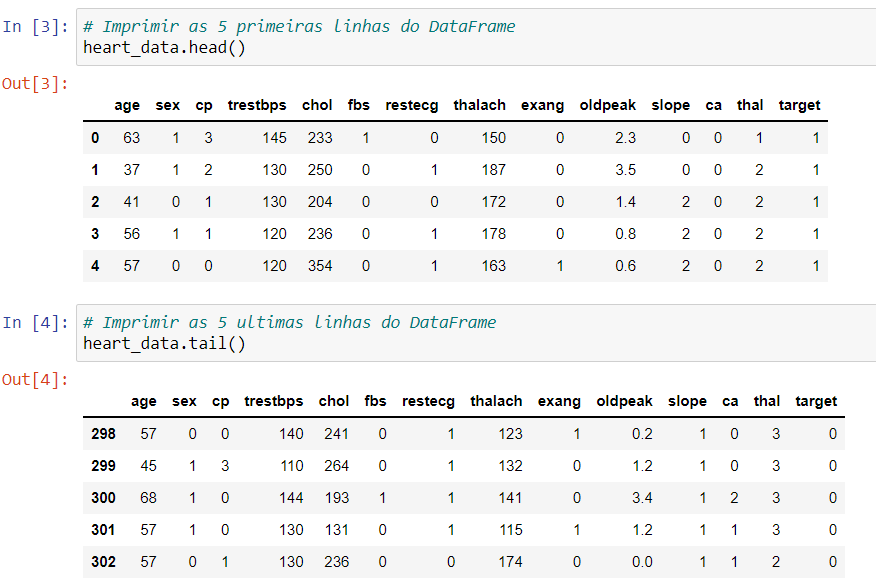 In [3]: # Imprimir as 5 primeiras linhas do DataFrame
heart_data.head()
Out[3]:
age sex cp trestbps chol fbs restecg thalach exang oldpeak slope ca thal target
0 63 1 3 145 233 1 0 150 0 2.3 0 0 1 1
1 37 1 2 130 250 0 1 187 0 3.5 0 0 2 1
2 41 0 1 130 204 0 0 172 0 1.4 2 0 2 1
3 56 1 1 120 236 0 1 178 0 0.8 2 0 2 1
4 57 0 0 120 354 0 1 163 1 0.6 2 0 2 1
In [4]: # Imprimir as 5 ultimas linhas do DataFrame
heart_data.tail()
Out[4]:
age sex cp trestbps chol fbs restecg thalach exang oldpeak slope ca thal target
298 57 0 0 140 241 0 1 123 1 0.2 1 0 3 0
299 45 1 3 110 264 0 1 132 0 1.2 1 0 3 0
300 68 1 0 144 193 1 1 141 0 3.4 1 2 3 0
301 57 1 0 130 131 0 1 115 1 1.2 1 1 3 0
302 57 0 1 130 236 0 0 174 0 0.0 1 1 2 0